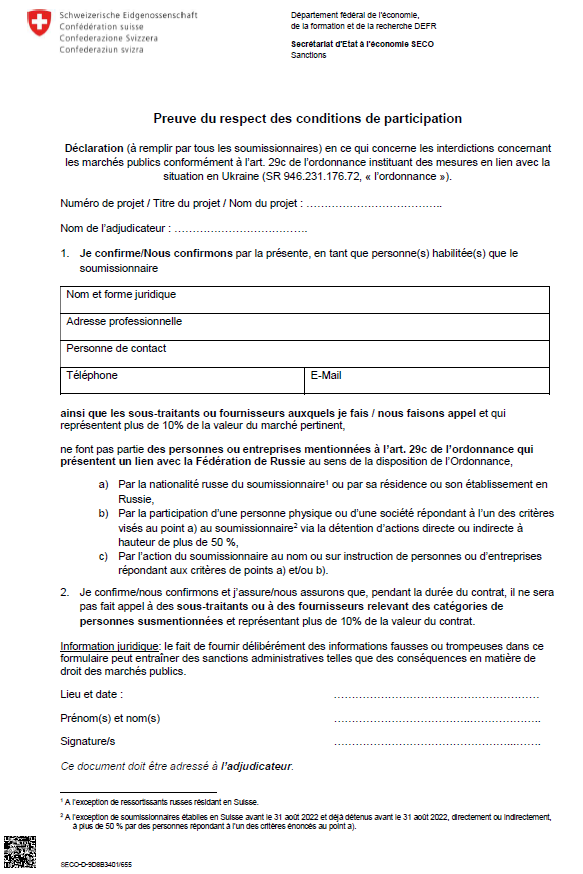 Schweizerische Eidgenossenschaft
Confédération suisse
Confederazione Svizzera
Confederaziun svizra
Département fédéral de l'économie,
de la formation et de la recherche DEFR
Secrétariat d'Etat à l'économie SECO
Sanctions
Preuve du respect des conditions de participation
Déclaration (à remplir par tous les soumissionnaires) en ce qui concerne les interdictions concernant
les marchés publics conformément à l'art. 29c de l'ordonnance instituant des mesures en lien avec la
situation en Ukraine (SR 946.231.176.72, « l'ordonnance »).
Numéro de projet / Titre du projet / Nom du projet : ………………………………..
Nom de l'adjudicateur : ……………………………….
1. Je confirme/Nous confirmons par la présente, en tant que personne(s) habilitée(s) que le
soumissionnaire
Nom et forme juridique
Adresse professionnelle
Personne de contact
Téléphone E-Mail
ainsi que les sous-traitants ou fournisseurs auxquels je fais / nous faisons appel et qui
représentent plus de 10% de la valeur du marché pertinent,
ne font pas partie des personnes ou entreprises mentionnées à l'art. 29c de l'ordonnance qui
présentent un lien avec la Fédération de Russie au sens de la disposition de l'Ordonnance,
a) Par la nationalité russe du soumissionnaire¹ ou par sa résidence ou son établissement en
Russie,
b) Par la participation d'une personne physique ou d'une société répondant à l'un des critères
visés au point a) au soumissionnaire² via la détention d'actions directe ou indirecte à
hauteur de plus de 50 %,
c) Par l'action du soumissionnaire au nom ou sur instruction de personnes ou d'entreprises
répondant aux critères de points a) et/ou b).
2. Je confirme/nous confirmons et j'assure/nous assurons que, pendant la durée du contrat, il ne sera
pas fait appel à des sous-traitants ou à des fournisseurs relevant des catégories de
personnes susmentionnées et représentant plus de 10% de la valeur du contrat.
Information juridique: le fait de fournir délibérément des informations fausses ou trompeuses dans ce
formulaire peut entraîner des sanctions administratives telles que des conséquences en matière de
droit des marchés publics.
Lieu et date : …………………………………………………
Prénom(s) et nom(s) ………………………………..……………….
Signature/s …………………………………………...…….
Ce document doit être adressé à l'adjudicateur.
¹ A l'exception de ressortissants russes résidant en Suisse.
² A l'exception de soumissionnaires établies en Suisse avant le 31 août 2022 et déjà détenus avant le 31 août 2022, directement ou indirectement,
à plus de 50 % par des personnes répondant à l'un des critères énoncés au point a).
SECO-D-9D8B3401/655